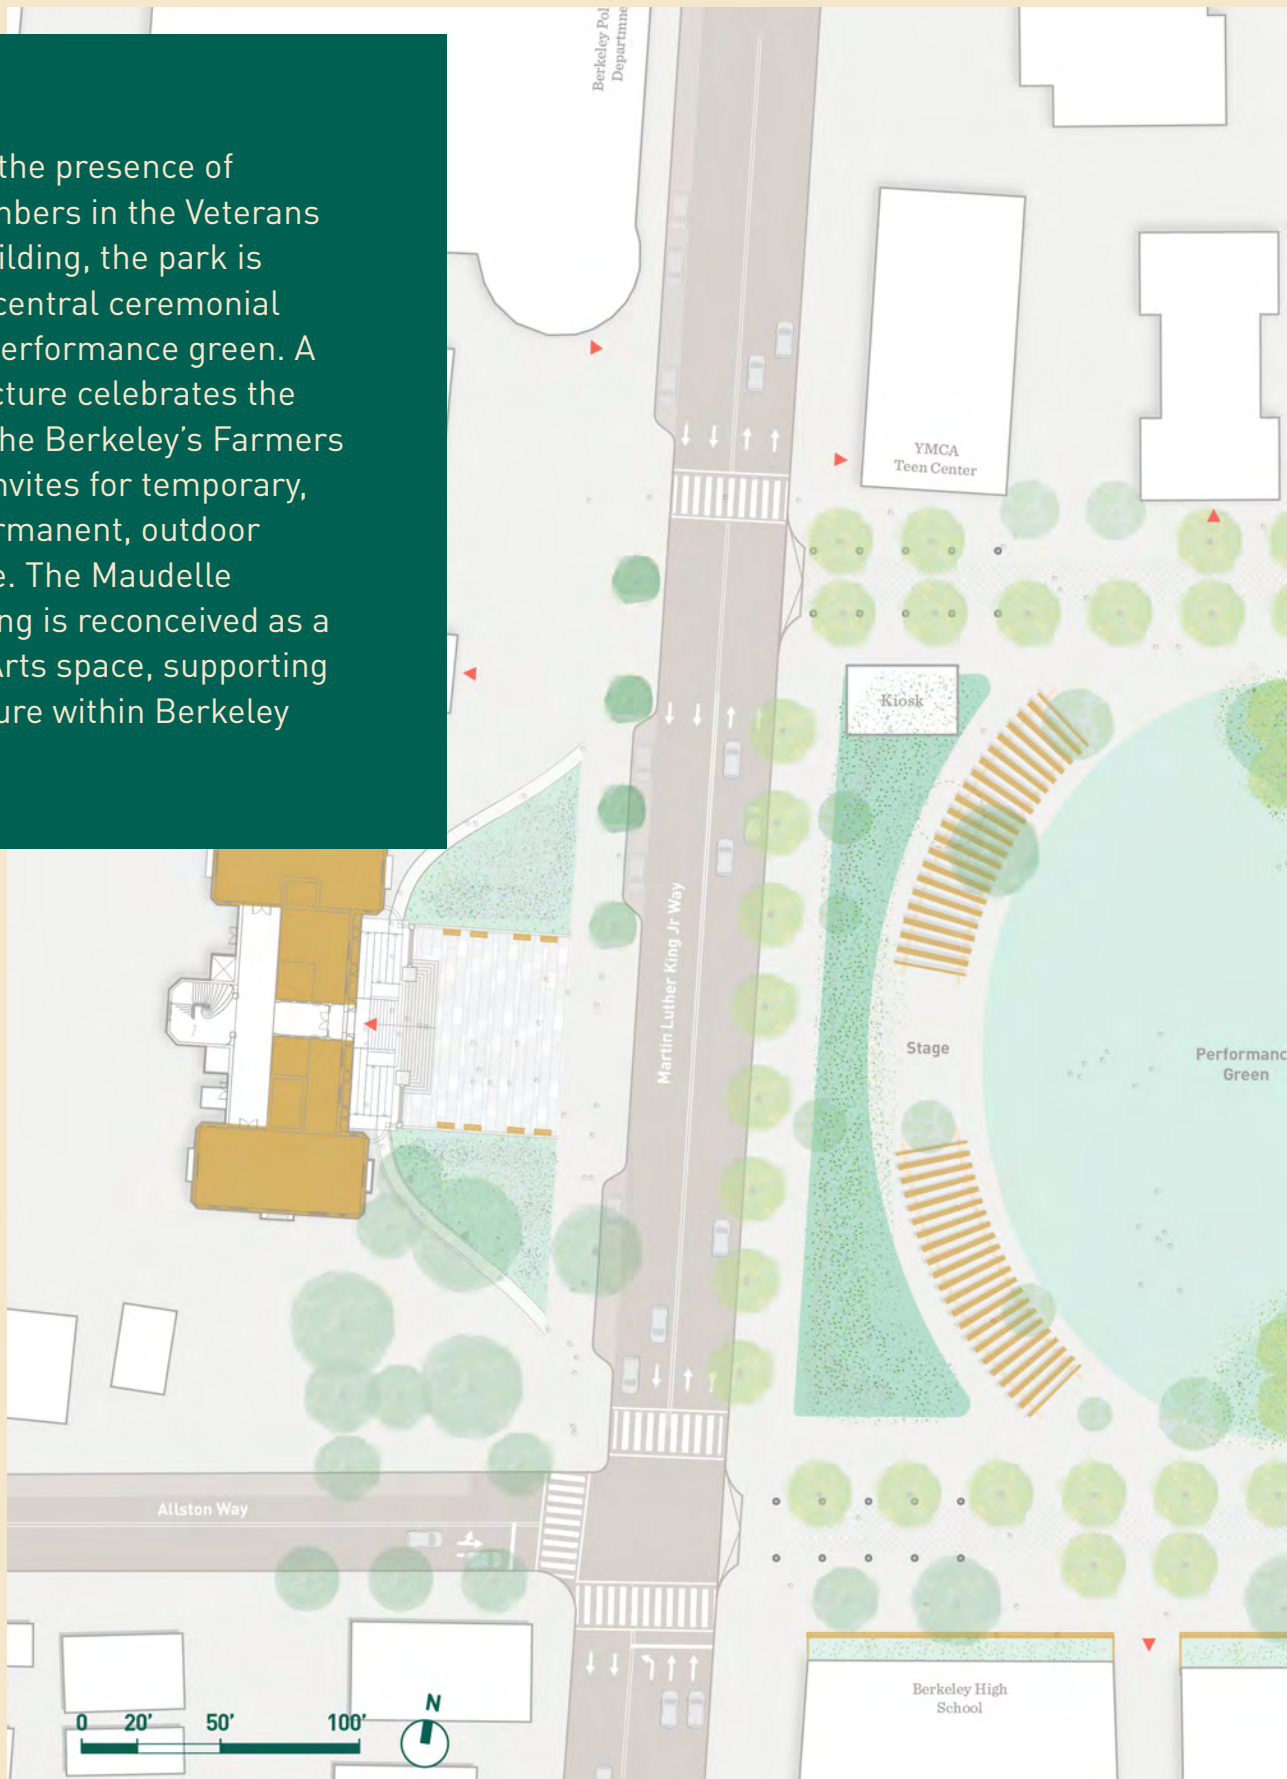 Berkeley Pol
Departmne
the presence of
nbers in the Veterans
ilding, the park is
central ceremonial
erformance green. A
cture celebrates the
he Berkeley's Farmers
nvites for temporary,
rmanent, outdoor
e. The Maudelle
ng is reconceived as a
Arts space, supporting
ure within Berkeley
YMCA
Teen Center
Kiosk
Martin Luther King Jr Way
Stage
Performanc
Green
Allston Way
Berkeley High
School
0 20' 50' 100'
N